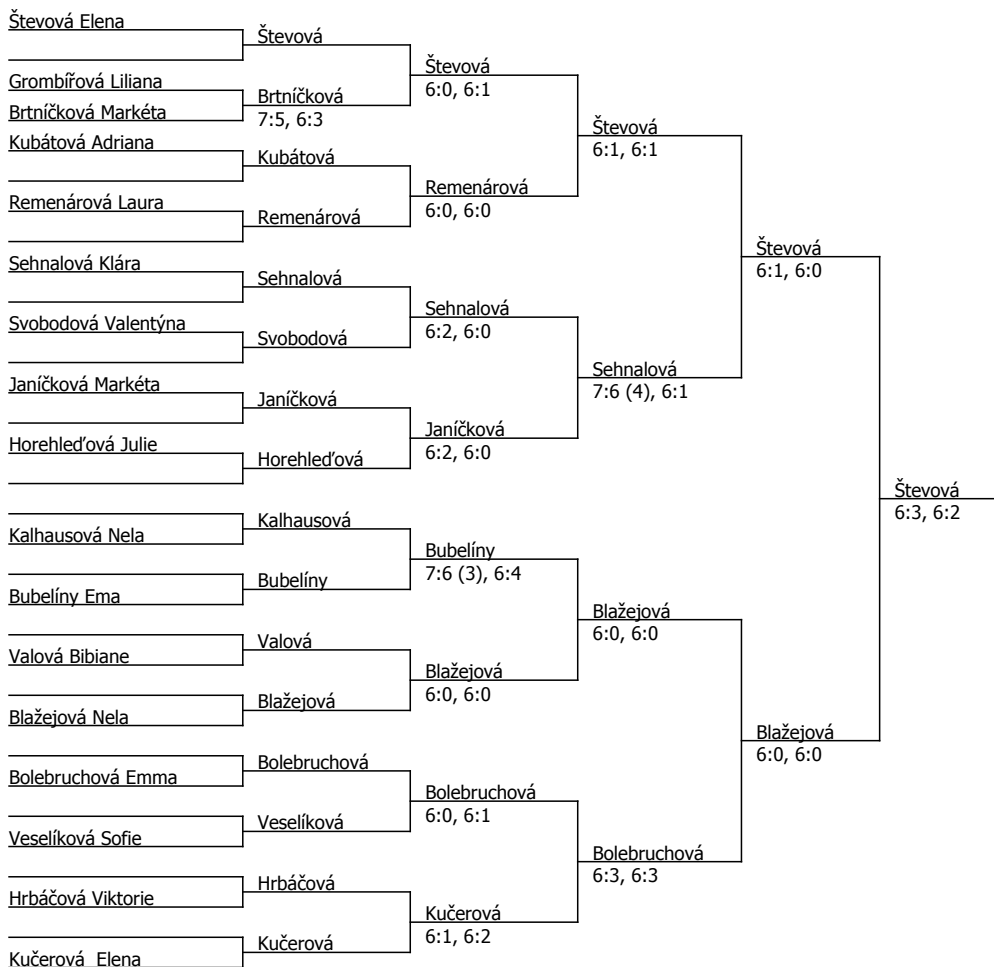 Števová Elena
Grombířová Liliana
Brtníčková Markéta
Kubátová Adriana
Remenárová Laura
Sehnalová Klára
Svobodová Valentýna
Janíčková Markéta
Horehleďová Julie
Kalhausová Nela
Bubelíny Ema
Valová Bibiane
Blažejová Nela
Bolebruchová Emma
Veselíková Sofie
Hrbáčová Viktorie
Kučerová Elena
Števová
Brtníčková
7:5, 6:3
Kubátová
Remenárová
Sehnalová
Svobodová
Janíčková
Horehleďová
Kalhausová
Bubelíny
Valová
Blažejová
Bolebruchová
Veselíková
Hrbáčová
Kučerová
Števová
6:0, 6:1
Remenárová
6:0, 6:0
Sehnalová
6:2, 6:0
Janíčková
6:2, 6:0
Bubelíny
7:6 (3), 6:4
Blažejová
6:0, 6:0
Bolebruchová
6:0, 6:1
Kučerová
6:1, 6:2
Števová
6:1, 6:1
Sehnalová
7:6 (4), 6:1
Blažejová
6:0, 6:0
Bolebruchová
6:3, 6:3
Števová
6:1, 6:0
Blažejová
6:0, 6:0
Števová
6:3, 6:2